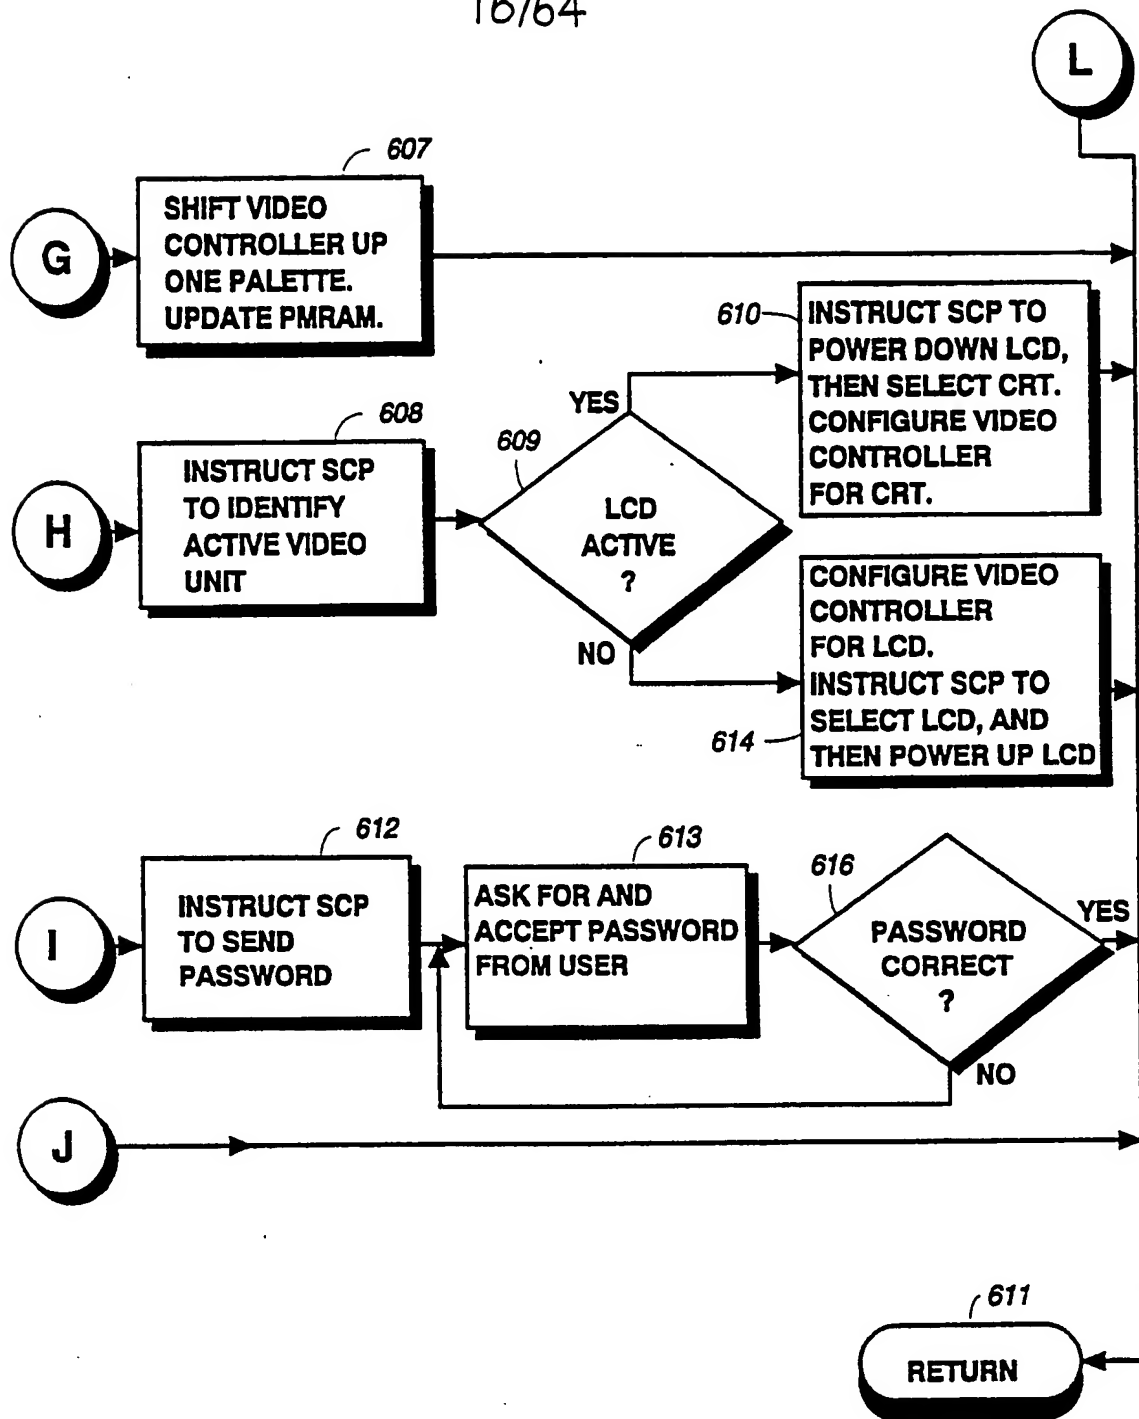 16/64
L
607
G
SHIFT VIDEO
CONTROLLER UP
ONE PALETTE.
UPDATE PMRAM.
610
INSTRUCT SCP TO
POWER DOWN LCD,
THEN SELECT CRT.
CONFIGURE VIDEO
CONTROLLER
FOR CRT.
YES
608
609
H
INSTRUCT SCP
TO IDENTIFY
ACTIVE VIDEO
UNIT
LCD
ACTIVE
?
NO
CONFIGURE VIDEO
CONTROLLER
FOR LCD.
INSTRUCT SCP TO
SELECT LCD, AND
THEN POWER UP LCD
614
612
613
616
I
INSTRUCT SCP
TO SEND
PASSWORD
ASK FOR AND
ACCEPT PASSWORD
FROM USER
PASSWORD
CORRECT
?
YES
NO
J
611
RETURN